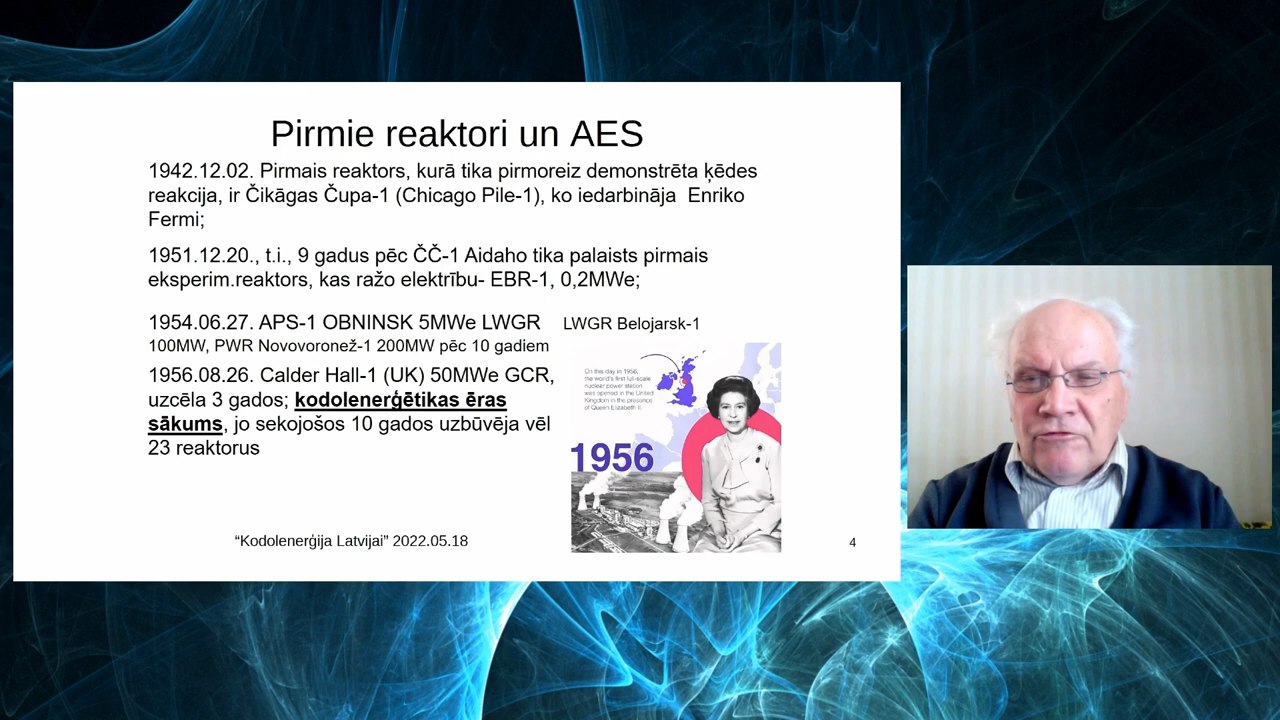 Pirmie reaktori un AES
1942.12.02. Pirmais reaktors, kurā tika pirmoreiz demonstrēta ķēdes
reakcija, ir Čikāgas Čupa-1 (Chicago Pile-1), ko iedarbināja  Enriko
Fermi;
1951.12.20., t.i., 9 gadus pēc ČČ-1 Aidaho tika palaists pirmais
eksperim.reaktors, kas ražo elektrību- EBR-1, 0,2MWe;
1954.06.27. APS-1 OBNINSK 5MWe LWGR LWGR Belojarsk-1
100MW, PWR Novovoronež-1 200MW pēc 10 gadiem
1956.08.26. Calder Hall-1 (UK) 50MWe GCR,
uzcēla 3 gados; kodolenerģētikas ēras
sākums, jo sekojošos 10 gados uzbūvēja vēl
23 reaktorus
On this day in 1956,
the world's first full-scale
nuclear power station
was opened in the United
Kingdom in the presence
of Queen Elizabeth II.
1956
“Kodolenerģija Latvijai” 2022.05.18
4